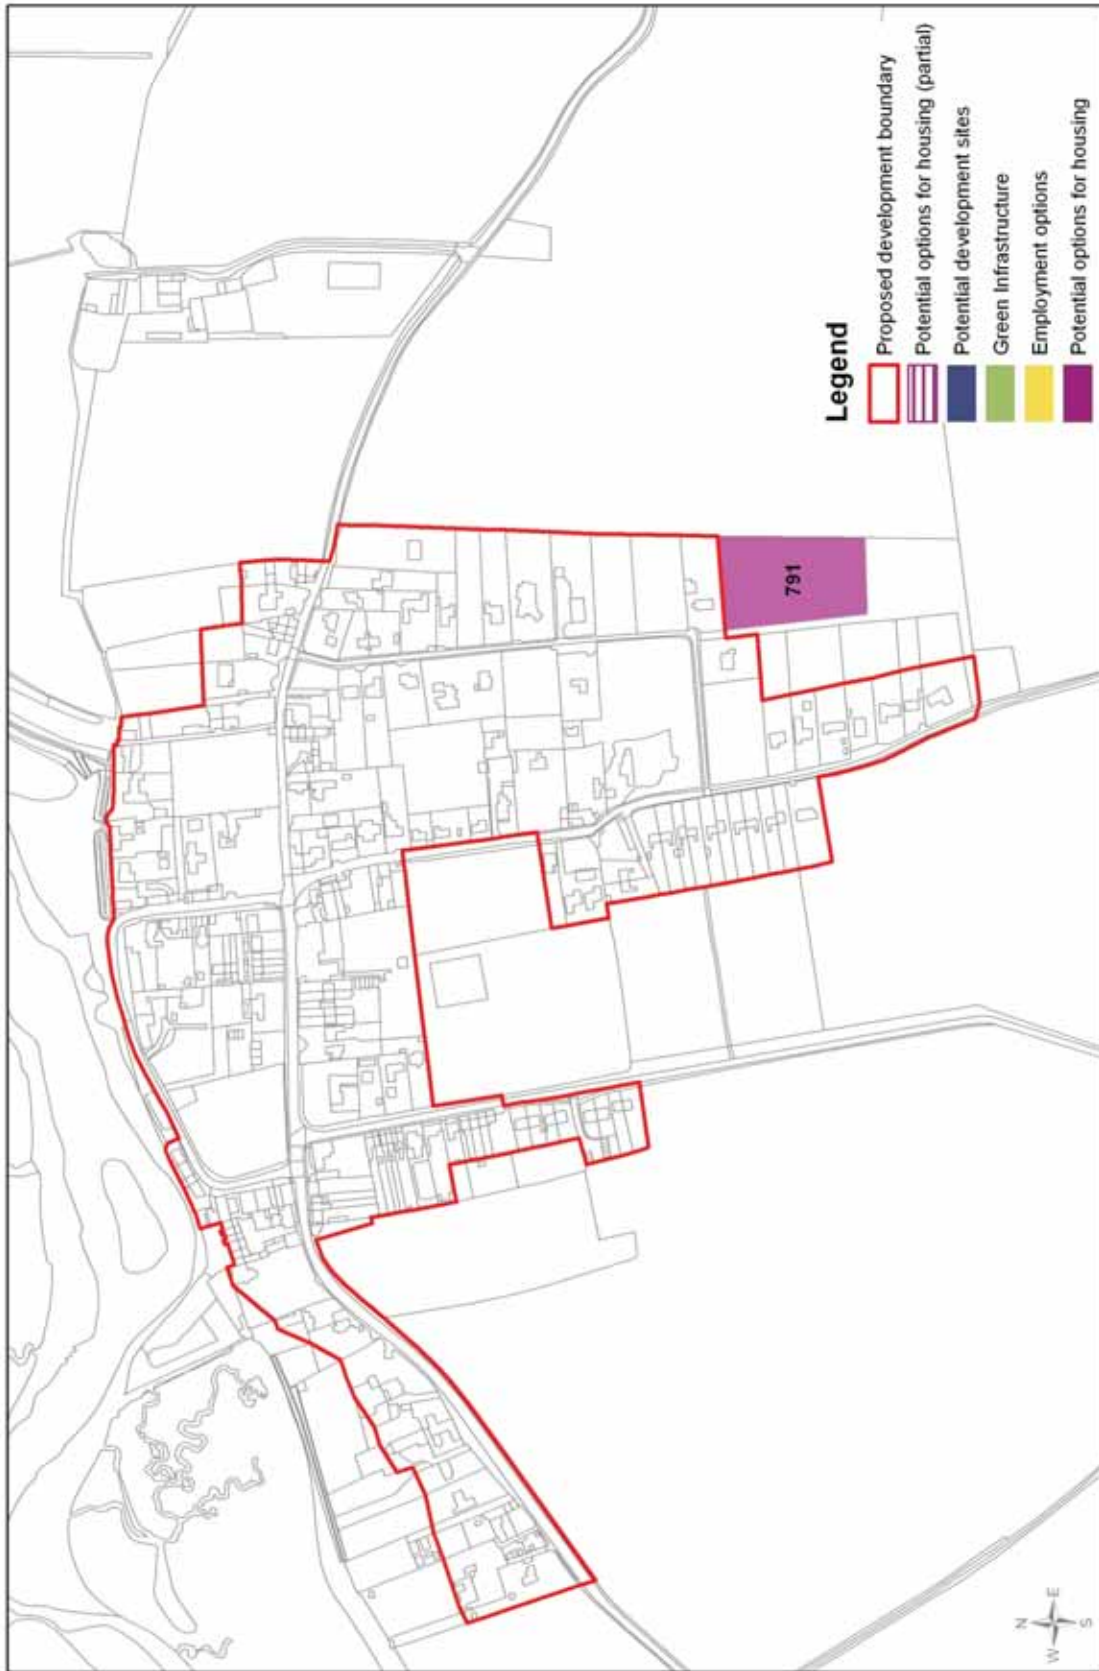 791
Legend
Proposed development boundary
Potential options for housing (partial)
Potential development sites
Green Infrastructure
Employment options
Potential options for housing
N
W
E
S